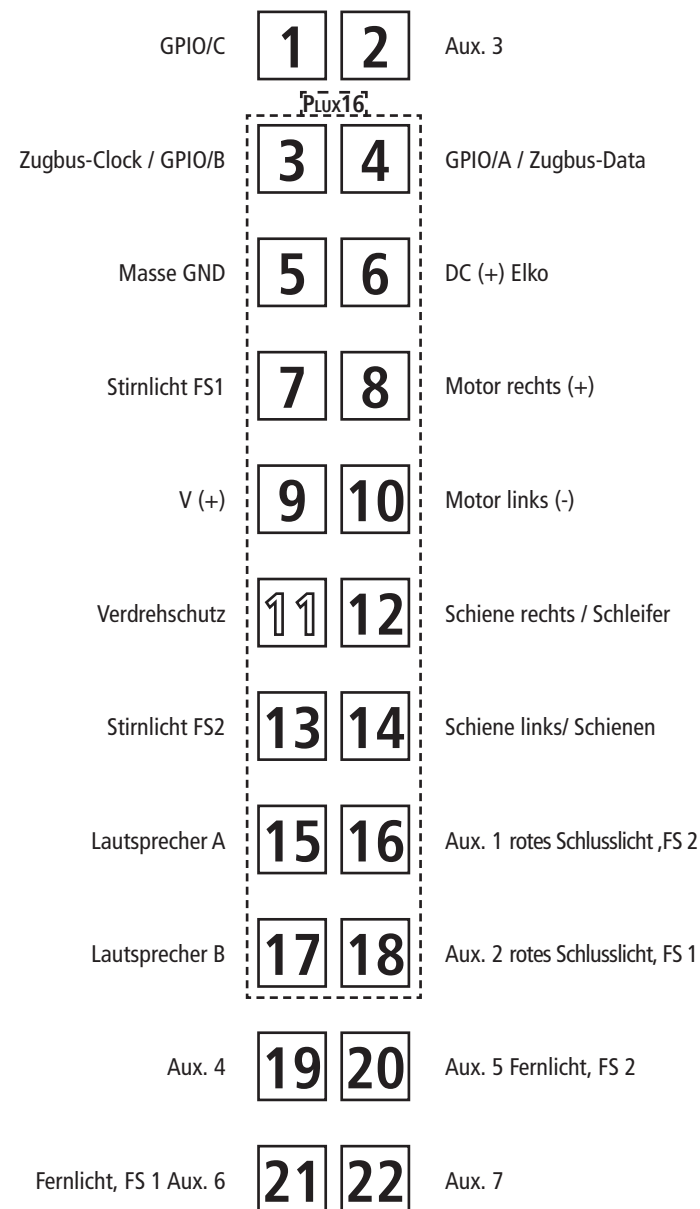 GPIO/C 1 2 Aux. 3
PLUX16
Zugbus-Clock / GPIO/B 3 4 GPIO/A / Zugbus-Data
Masse GND 5 6 DC (+) Elko
Stirnlicht FS1 7 8 Motor rechts (+)
V (+) 9 10 Motor links (-)
Verdrehschutz 11 12 Schiene rechts / Schleifer
Stirnlicht FS2 13 14 Schiene links/ Schienen
Lautsprecher A 15 16 Aux. 1 rotes Schlusslicht ,FS 2
Lautsprecher B 17 18 Aux. 2 rotes Schlusslicht, FS 1
Aux. 4 19 20 Aux. 5 Fernlicht, FS 2
Fernlicht, FS 1 Aux. 6 21 22 Aux. 7